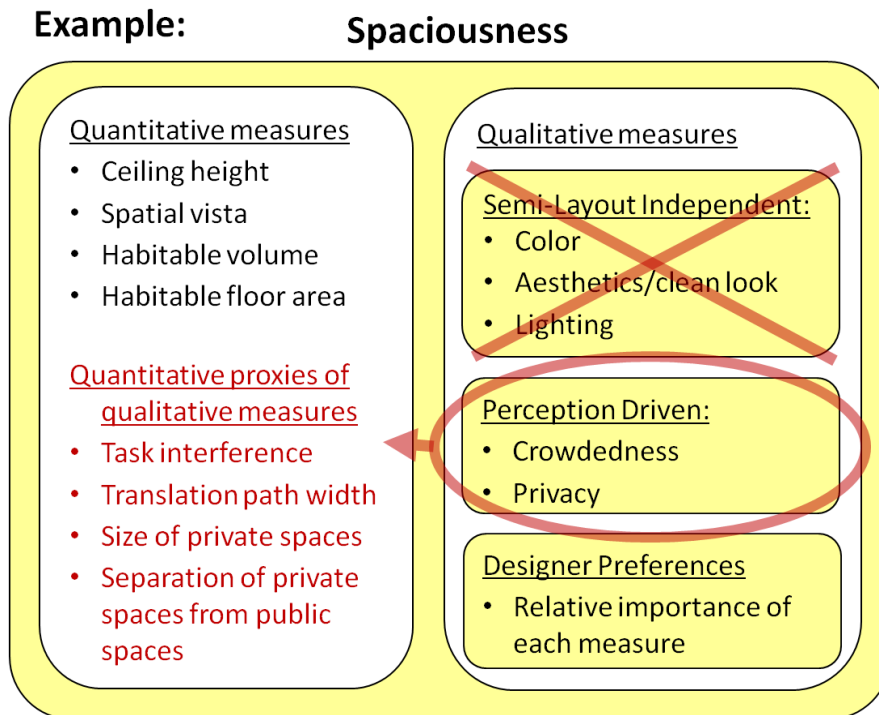 Example:
Spaciousness
Quantitative measures
• Ceiling height
• Spatial vista
• Habitable volume
• Habitable floor area
Quantitative proxies of
qualitative measures
• Task interference
• Translation path width
• Size of private spaces
• Separation of private
spaces from public
spaces
Qualitative measures
Semi-Layout Independent:
• Color
• Aesthetics/clean look
• Lighting
Perception Driven:
• Crowdedness
• Privacy
Designer Preferences
• Relative importance of
each measure